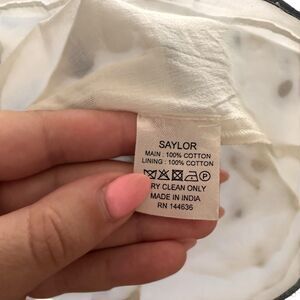 SAYLOR
MAIN : 100% COTTON
LINING : 100% COTTON
P
RY CLEAN ONLY
MADE IN INDIA
RN 144636